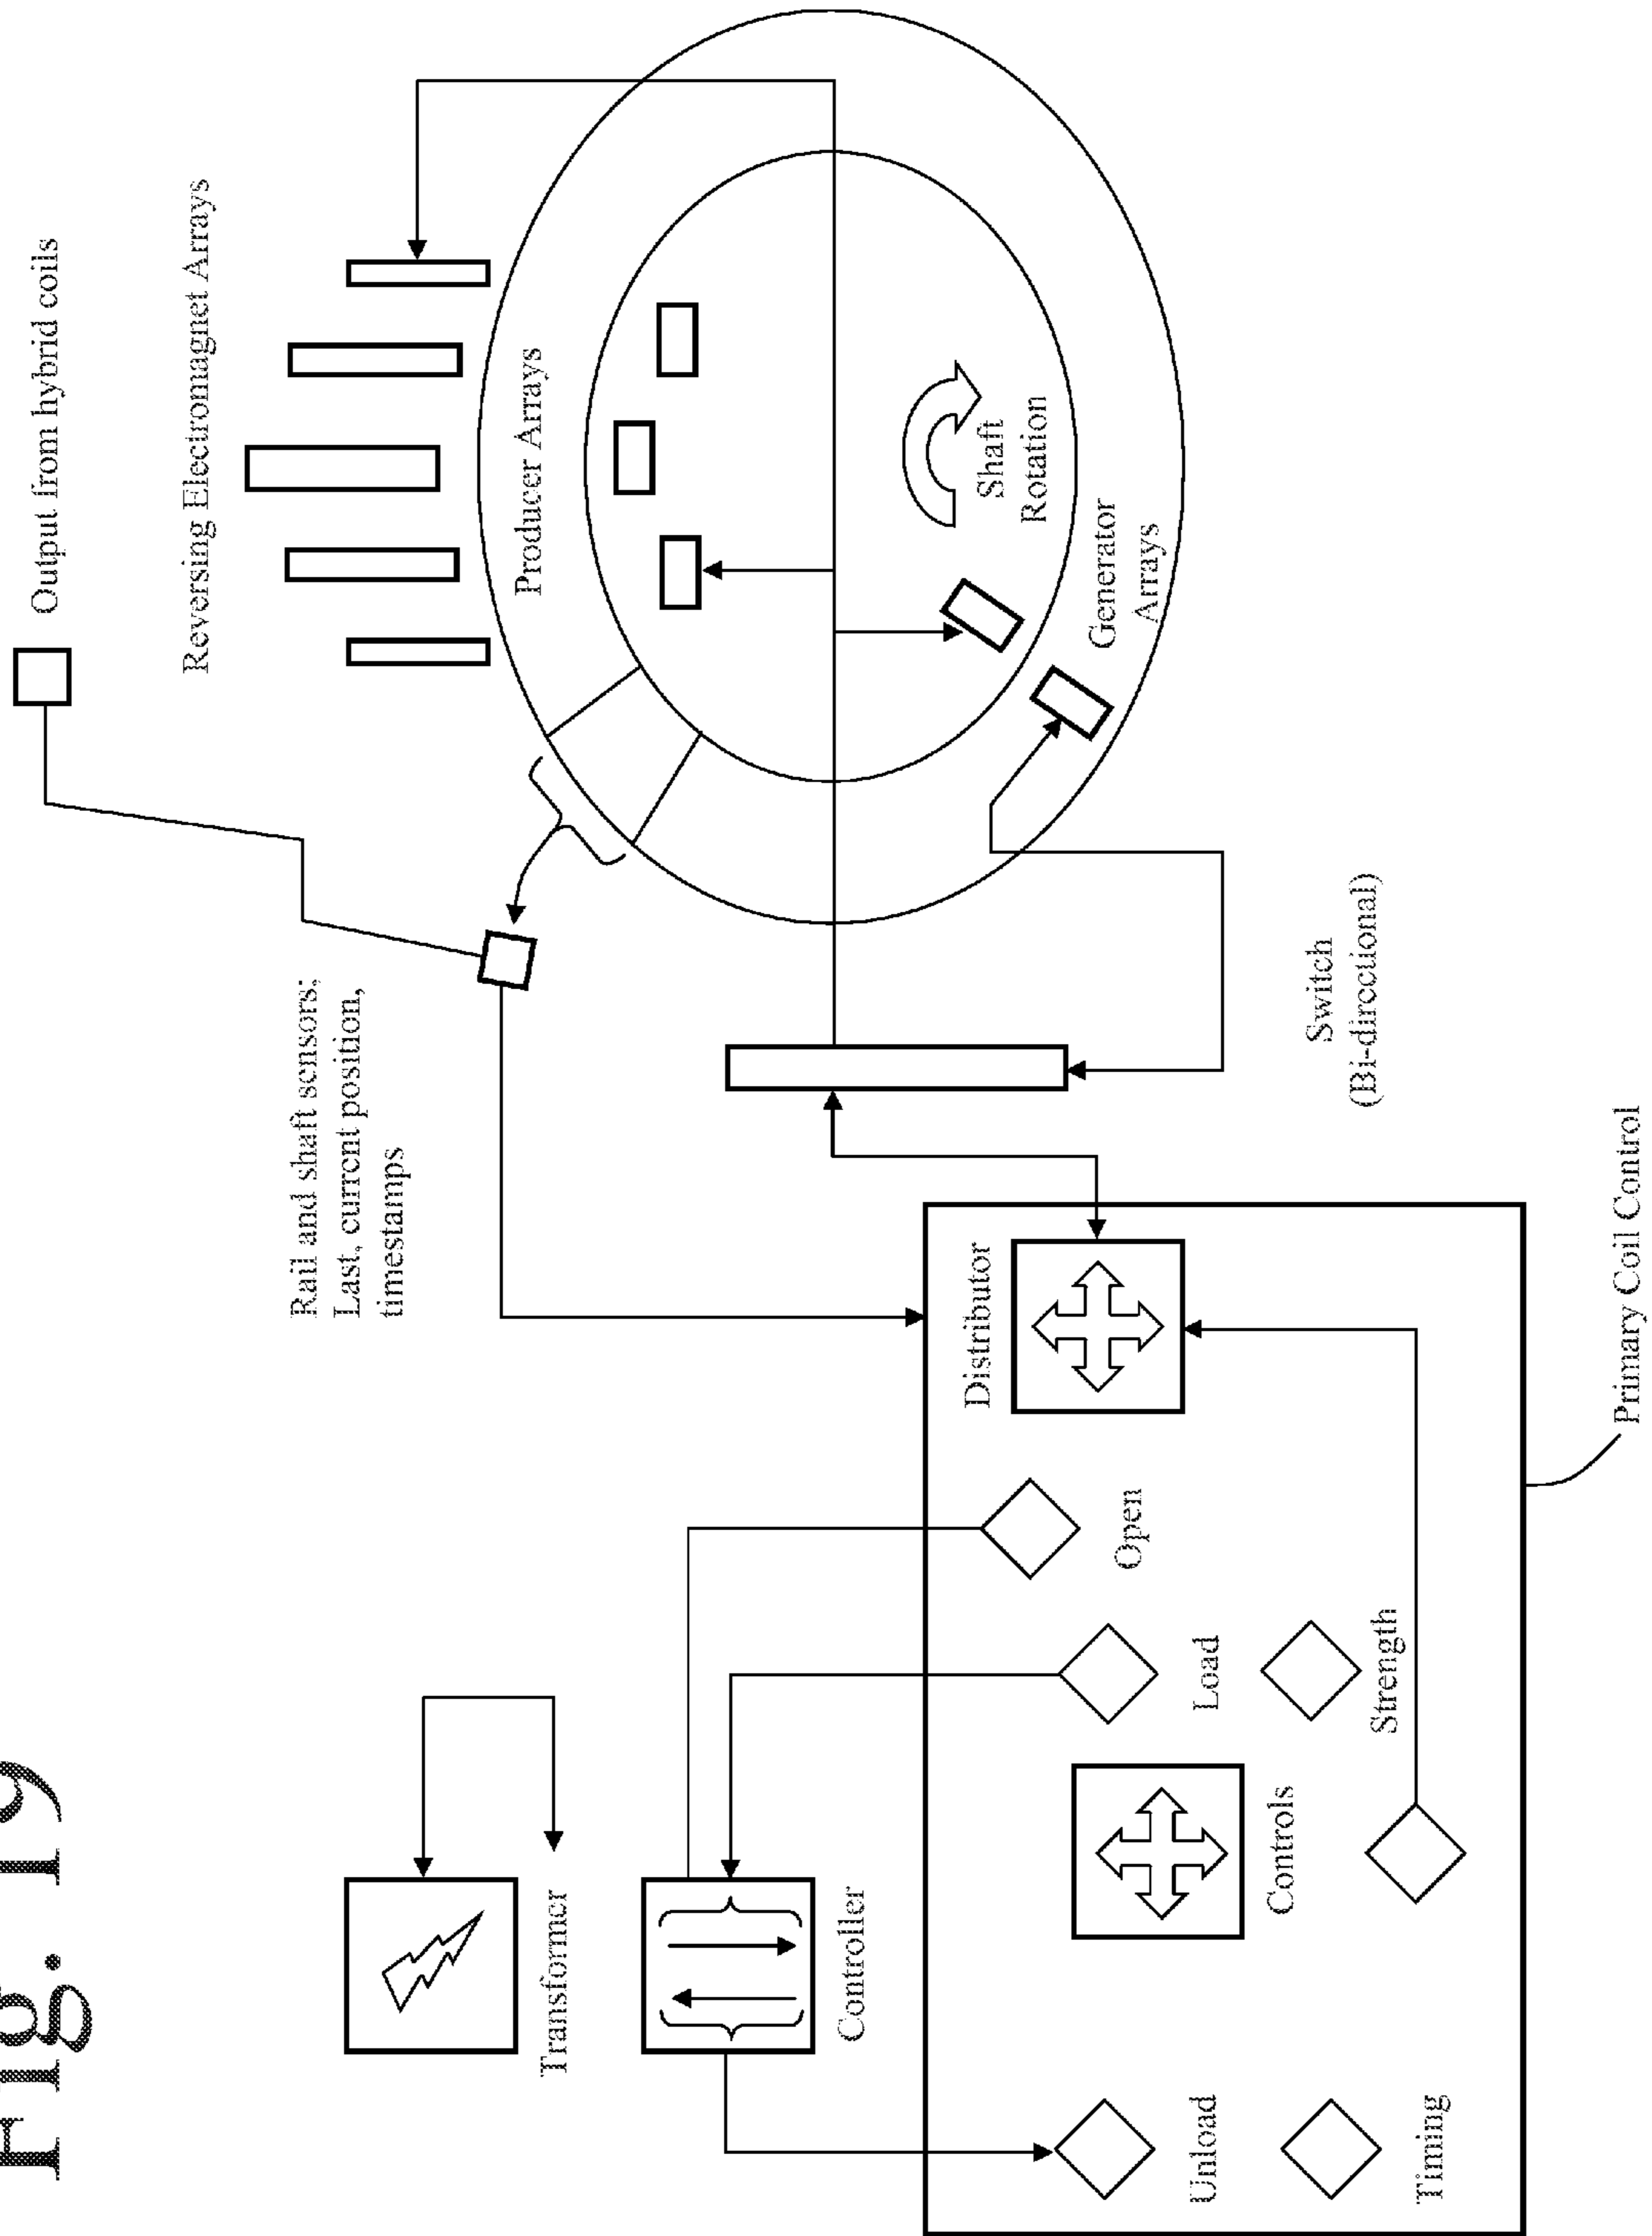 Fig. 19
Output from hybrid coils
Reversing Electromagnet Arrays
Rail and shaft sensors;
Last, current position,
timestamps
Producer Arrays
Transformer
Controller
Shaft
Rotation
Distributor
Generator
Arrays
Open
Load
Unload
Controls
Switch
(Bi-directional)
Strength
Timing
Primary Coil Control